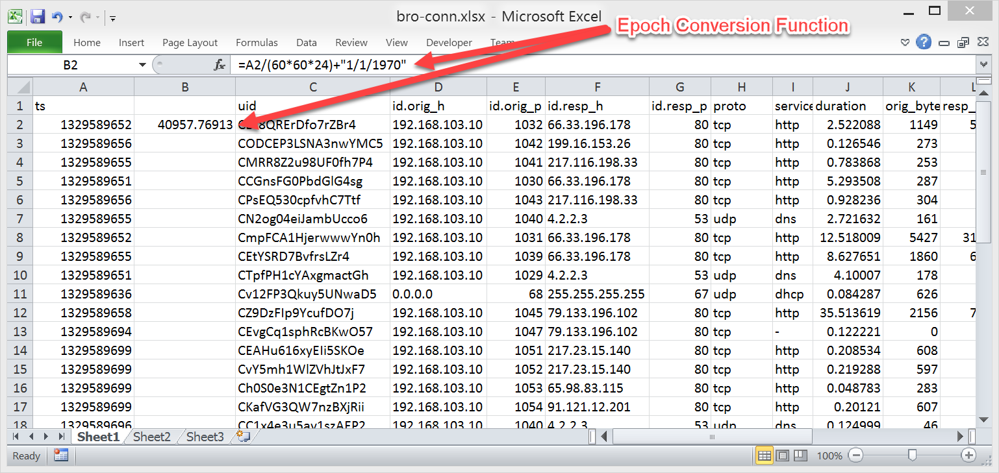 bro-conn.xlsx - Microsoft Excel
Epoch Conversion Function
File Home Insert Page Layout Formulas Data Review View Developer Team
B2 fx =A2/(60*60*24)+"1/1/1970"
A B C D E F G H I J K L
1 ts uid id.orig_h id.orig_p id.resp_h id.resp_p proto service duration orig_byte resp_
2 1329589652 40957.76913 192.168.103.10 1032 66.33.196.178 80 tcp http 2.522088 1149 5
3 1329589656 CODCEP3LSNA3nwYMC5 192.168.103.10 1042 199.16.153.26 80 tcp http 0.126546 273
4 1329589655 CMRR8Z2u98UF0fh7P4 192.168.103.10 1041 217.116.198.33 80 tcp http 0.783868 253
5 1329589651 CCGnsFG0PbdGlG4sg 192.168.103.10 1030 66.33.196.178 80 tcp http 5.293508 287
6 1329589656 CPsEQ530cpfvhC7Ttf 192.168.103.10 1043 217.116.198.33 80 tcp http 0.928236 304
7 1329589655 CN2og04eiJambUcco6 192.168.103.10 1040 4.2.2.3 53 udp dns 2.721632 161
8 1329589652 CmpFCA1HjerwwwYn0h 192.168.103.10 1031 66.33.196.178 80 tcp http 12.518009 5427 31
9 1329589655 CEtYSRD7BvfrsLZr4 192.168.103.10 1039 66.33.196.178 80 tcp http 8.627651 1860 6
10 1329589651 CTpfPH1cYAxgmactGh 192.168.103.10 1029 4.2.2.3 53 udp dns 4.10007 178
11 1329589636 Cv12FP3Qkuy5UNwaD5 0.0.0.0 68 255.255.255.255 67 udp dhcp 0.084287 626
12 1329589658 CZ9DzFIp9YcufDO7j 192.168.103.10 1045 79.133.196.102 80 tcp http 35.513619 2156 7
13 1329589694 CEvgCq1sphRcBKwO57 192.168.103.10 1047 79.133.196.102 80 tcp - 0.122221 0
14 1329589699 CEAHu616xyEIi5SKOe 192.168.103.10 1051 217.23.15.140 80 tcp http 0.208534 608
15 1329589699 CvY5mh1WlZVhJtJxF7 192.168.103.10 1052 217.23.15.140 80 tcp http 0.219288 597
16 1329589699 Ch0S0e3N1CEgtZn1P2 192.168.103.10 1053 65.98.83.115 80 tcp http 0.048783 283
17 1329589699 CKafVG3QW7nzBXjRii 192.168.103.10 1054 91.121.12.201 80 tcp http 0.20121 607
18 1329589696 CC1x4e3u5av1szAFP2 192.168.103.10 1040 4.2.2.3 53 udp dns 0.124999 46
Sheet1 Sheet2 Sheet3
Ready 100%